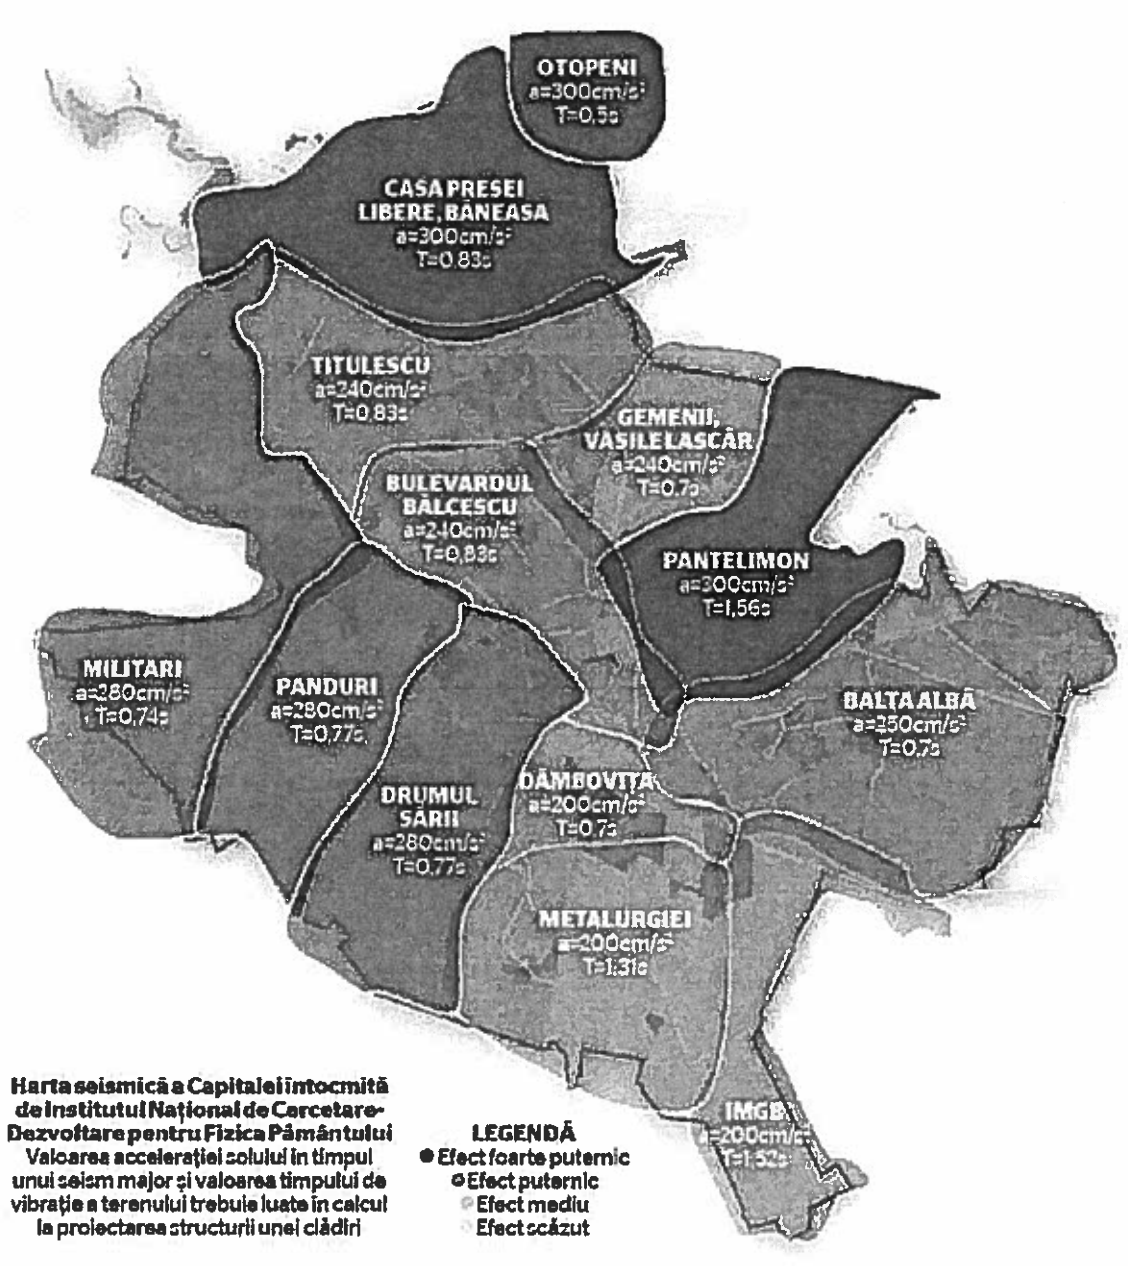 OTOPENI
a=300cm/s²
T=0,5s
CASA PRESEI
LIBERE, BĂNEASA
a=300cm/s²
T=0,83s
TITULESCU
a=240cm/s²
T=0,83s
GEMENII,
VASILE LASCĂR
a=240cm/s²
T=0,7s
BULEVARDUL
BĂLCESCU
a=240cm/s²
T=0,83s
PANTELIMON
a=300cm/s²
T=1,56s
MILITARI
a=280cm/s²
T=0,74s
PANDURI
a=280cm/s²
T=0,77s
BALTA ALBĂ
a=250cm/s²
T=0,7s
DRUMUL
SĂRII
a=280cm/s²
T=0,77s
DÂMBOVIȚA
a=200cm/s²
T=0,7s
METALURGIEI
a=200cm/s²
T=1,31s
IMGB
a=200cm/s²
T=1,52s
Harta seismică a Capitalei întocmită
de Institutul Național de Cercetare-
Dezvoltare pentru Fizica Pământului
Valoarea accelerației solului în timpul
unui seism major și valoarea timpului de
vibrație a terenului trebuie luate în calcul
la proiectarea structurii unei clădiri
LEGENDĂ
Efect foarte puternic
Efect puternic
Efect mediu
Efect scăzut